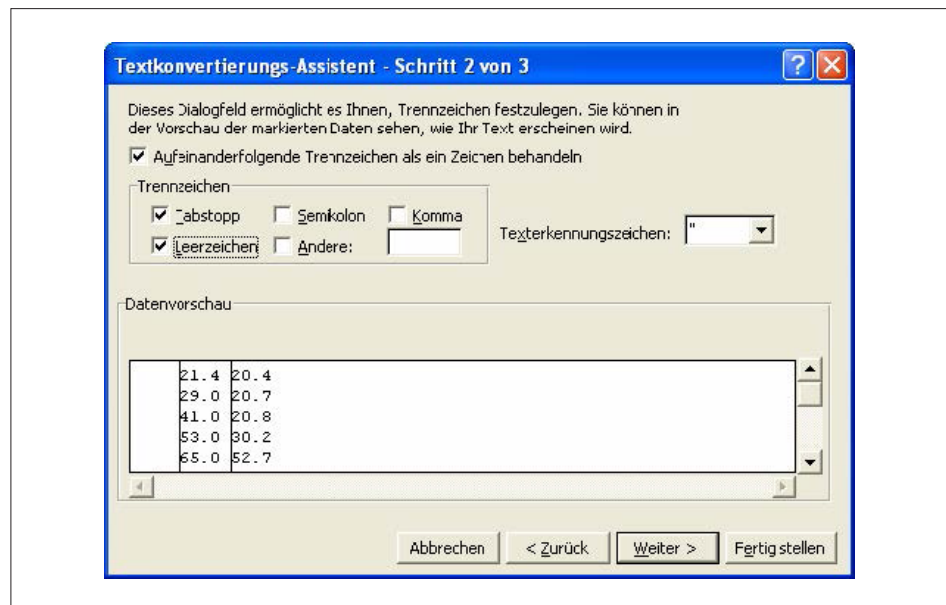 Textkonvertierungs-Assistent - Schritt 2 von 3
Dieses Dialogfeld ermöglicht es Ihnen, Trennzeichen festzulegen. Sie können in
der Vorschau der markierten Daten sehen, wie Ihr Text erscheinen wird.
Aufeinanderfolgende Trennzeichen als ein Zeichen behandeln
Trennzeichen
Tabstopp Semikolon Komma
Leerzeichen Andere:
Texterkennungszeichen: "
Datenvorschau
21.4 20.4
29.0 20.7
41.0 20.8
53.0 30.2
65.0 52.7
Abbrechen < Zurück Weiter > Fertig stellen